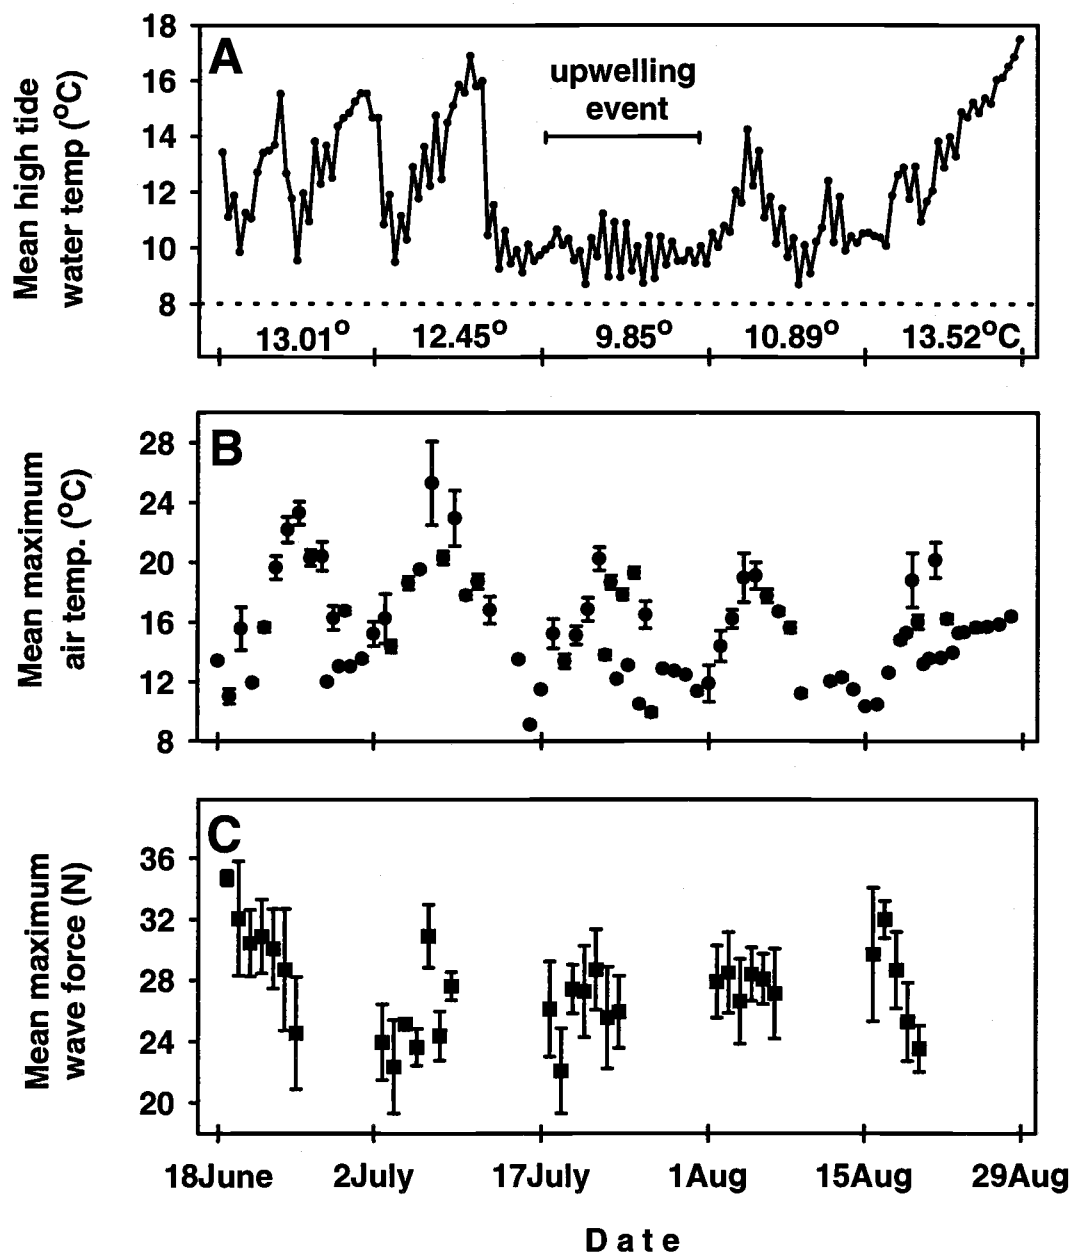 A
Mean high tide
water temp (°C)
18
16
14
12
10
8
upwelling
event
13.01°
12.45°
9.85°
10.89°
13.52°C
B
Mean maximum
air temp. (°C)
28
24
20
16
12
8
C
Mean maximum
wave force (N)
36
32
28
24
20
18June
2July
17July
1Aug
15Aug
29Aug
Date